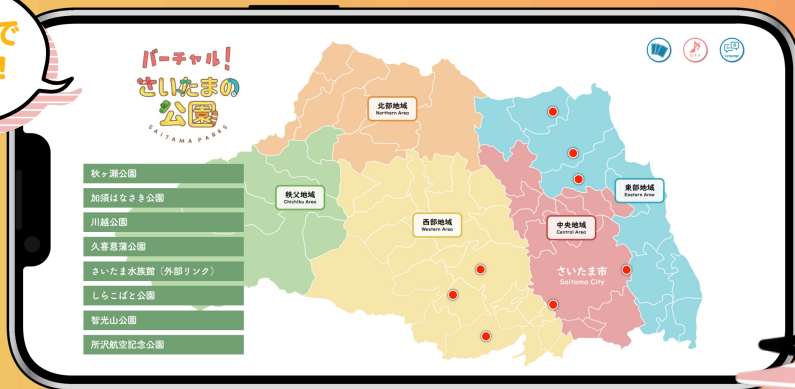 で
!
バーチャル!
さいたまの
公園
SAITAMA PARKS
秋ヶ瀬公園
加須はなさき公園
川越公園
久喜菖蒲公園
さいたま水族館(外部リンク)
しらこばと公園
智光山公園
所沢航空記念公園
北部地域
Northern Area
秩父地域
Chichibu Area
西部地域
Western Area
中央地域
Central Area
東部地域
Eastern Area
さいたま市
Saitama City
Language